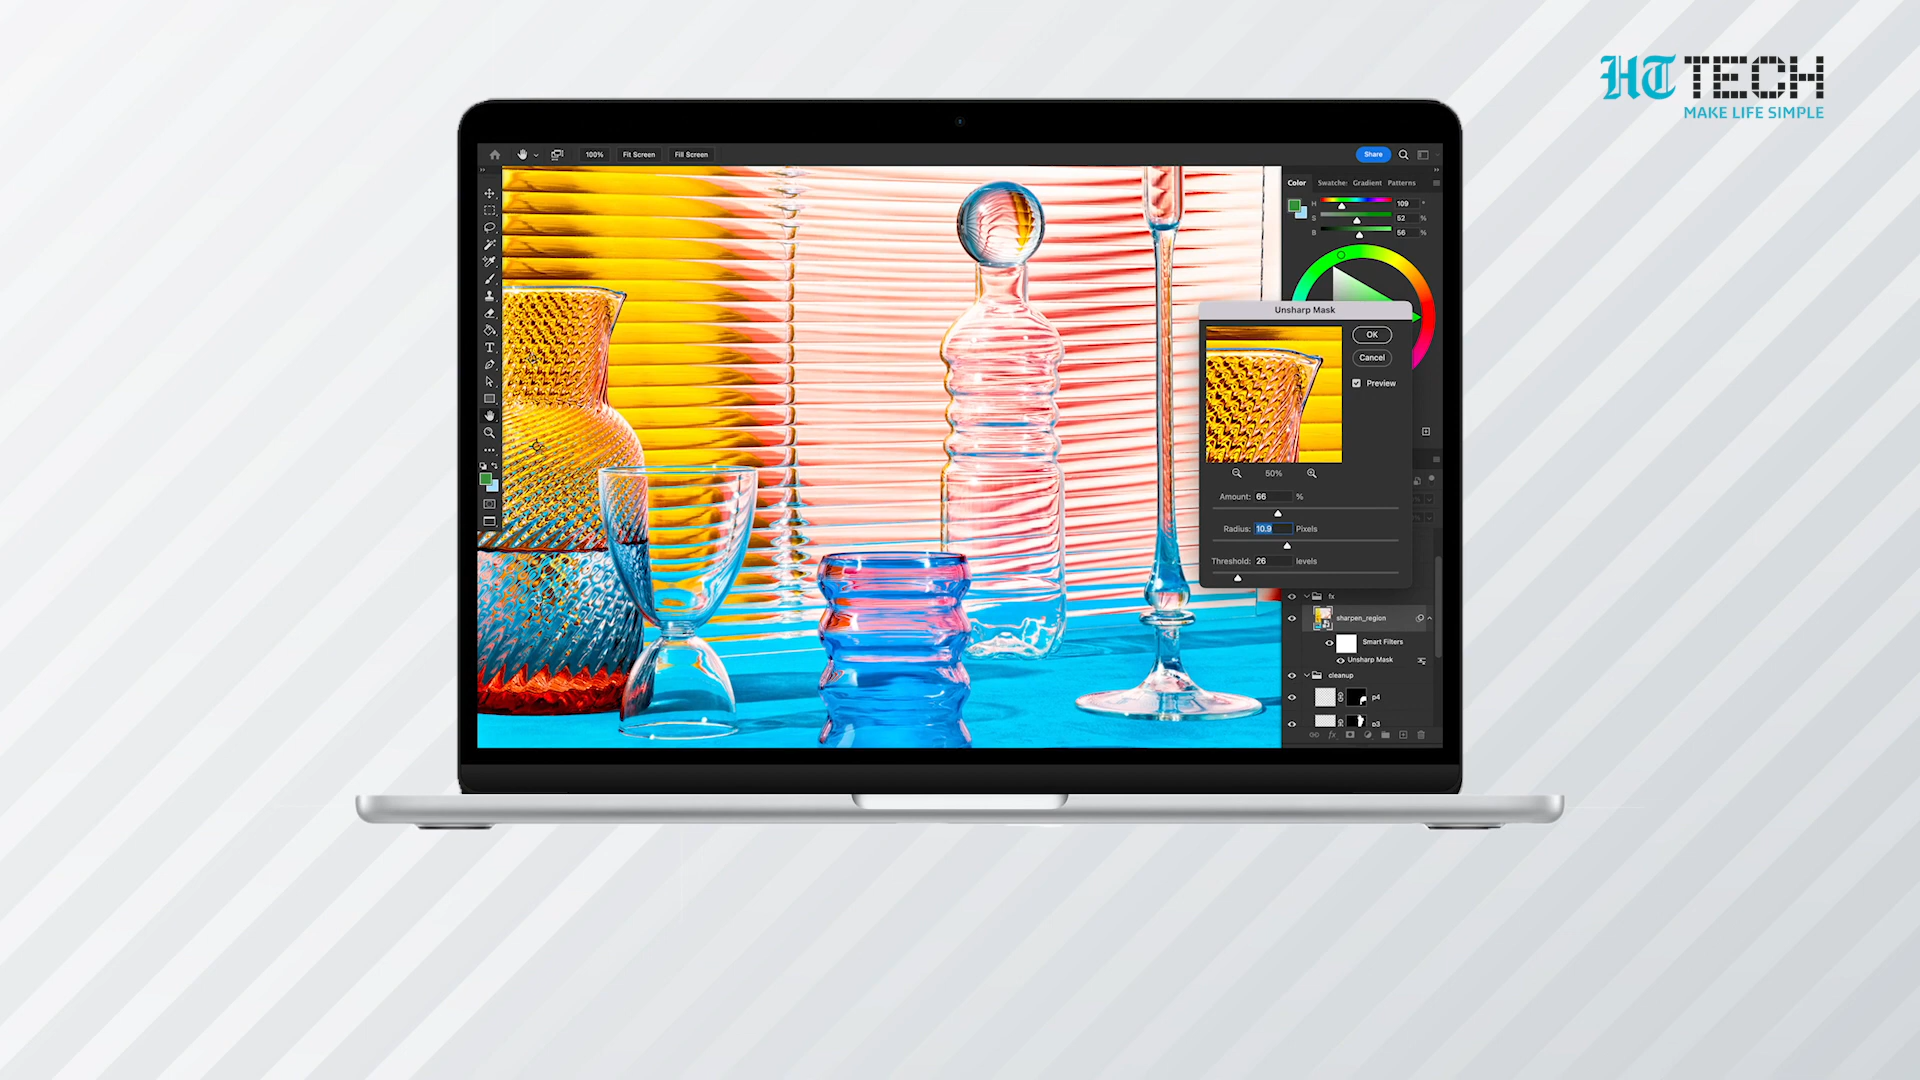 HT TECH
MAKE LIFE SIMPLE
100% Fit Screen Fill Screen Share
Color Swatches Gradient Patterns
H 109 °
S 52 %
B 56 %
Unsharp Mask
OK
Cancel
Preview
50%
Amount: 66 %
Radius: 10.9 Pixels
Threshold: 26 levels
fx
sharpen_region
Smart Filters
Unsharp Mask
cleanup
p4
p3
fx